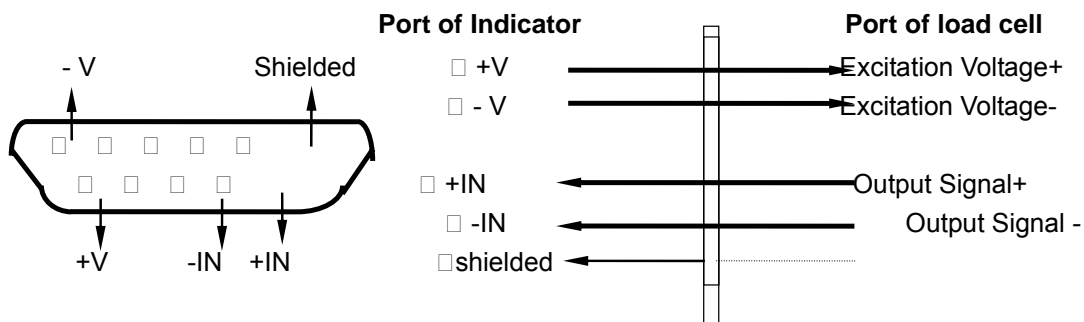 Port of Indicator
Port of load cell
- V
Shielded
+V
-IN
+IN
□ +V
Excitation Voltage+
□ - V
Excitation Voltage-
□ +IN
Output Signal+
□ -IN
Output Signal -
□shielded